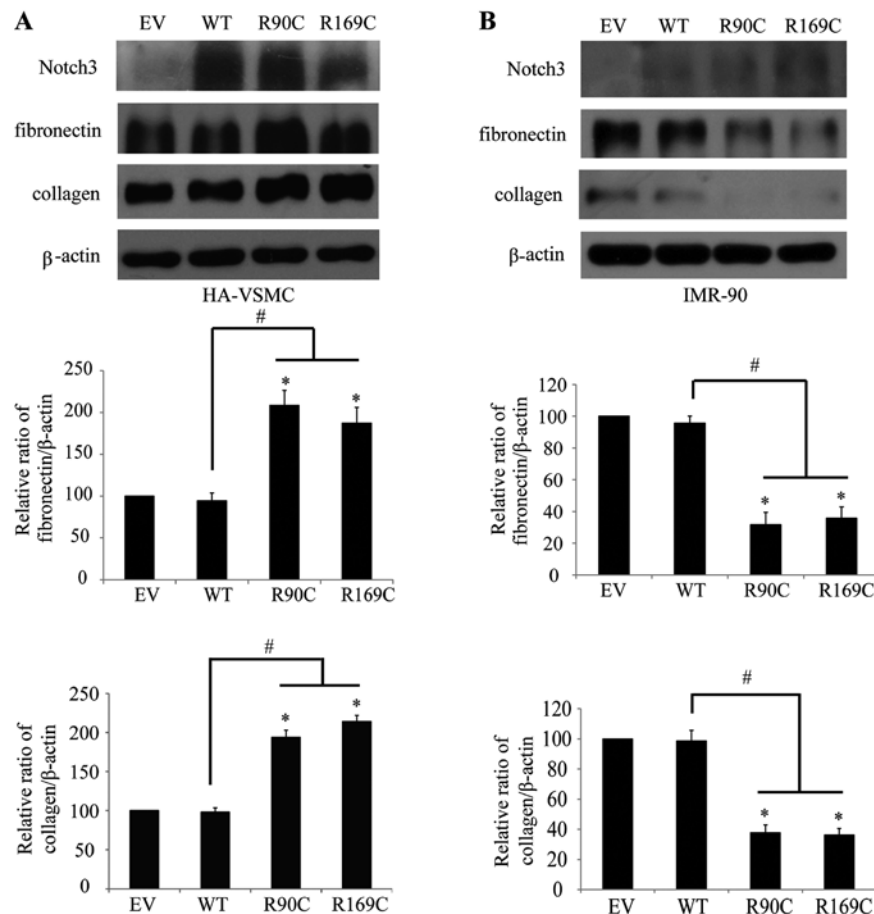 A
EV WT R90C R169C
Notch3
fibronectin
collagen
β-actin
HA-VSMC
#
Relative ratio of
fibronectin/β-actin
250
200
150
100
50
0
* *
EV WT R90C R169C
#
Relative ratio of
collagen/β-actin
250
200
150
100
50
0
* *
EV WT R90C R169C
B
EV WT R90C R169C
Notch3
fibronectin
collagen
β-actin
IMR-90
#
Relative ratio of
fibronectin/β-actin
120
100
80
60
40
20
0
* *
EV WT R90C R169C
#
Relative ratio of
collagen/β-actin
120
100
80
60
40
20
0
* *
EV WT R90C R169C